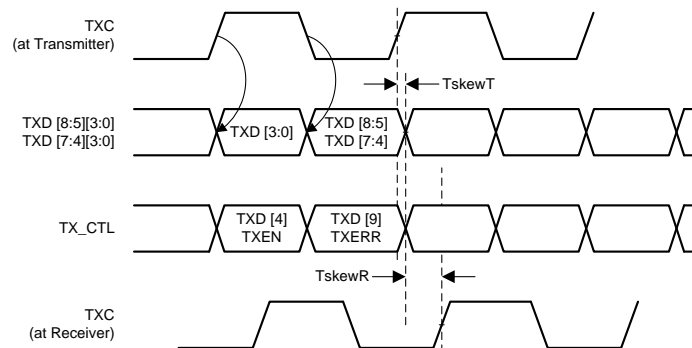 TXC
(at Transmitter)
TskewT
TXD [8:5][3:0]
TXD [7:4][3:0]
TXD [3:0]
TXD [8:5]
TXD [7:4]
TX_CTL
TXD [4]
TXEN
TXD [9]
TXERR
TskewR
TXC
(at Receiver)